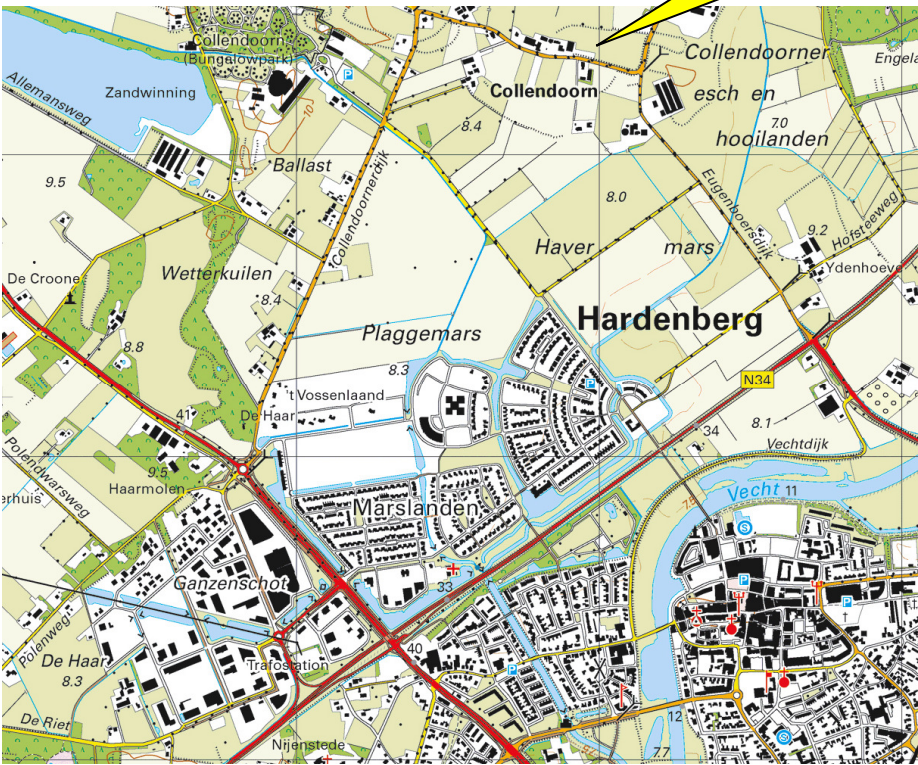 Collendoorn
(Bungalowpark)
P
Collendoorner
Engela
Allemansweg
Zandwinning
Collendoorn
esch en
10
8.4
7.0
hooilanden
Ballast
Collendoornerdijk
9.5
8.0
Eugenboersdijk
9.2
Hofsteeweg
Haver
mars
De Croone
Wetterkuilen
Ydenhoeve
8.4
Hardenberg
Plaggemars
8.8
8.3
N34
P
't Vossenlaand
41
De Haar
34
8.1
Vechtdijk
Polendwarsweg
9.5
Haarmolen
erhuis
7.5
Vecht 11
Marslanden
S
Ganzenschot
33
P
P
Polenweg
De Haar
40
Trafostation
8.3
P
De Riet
12
S
Nijenstede
7.7